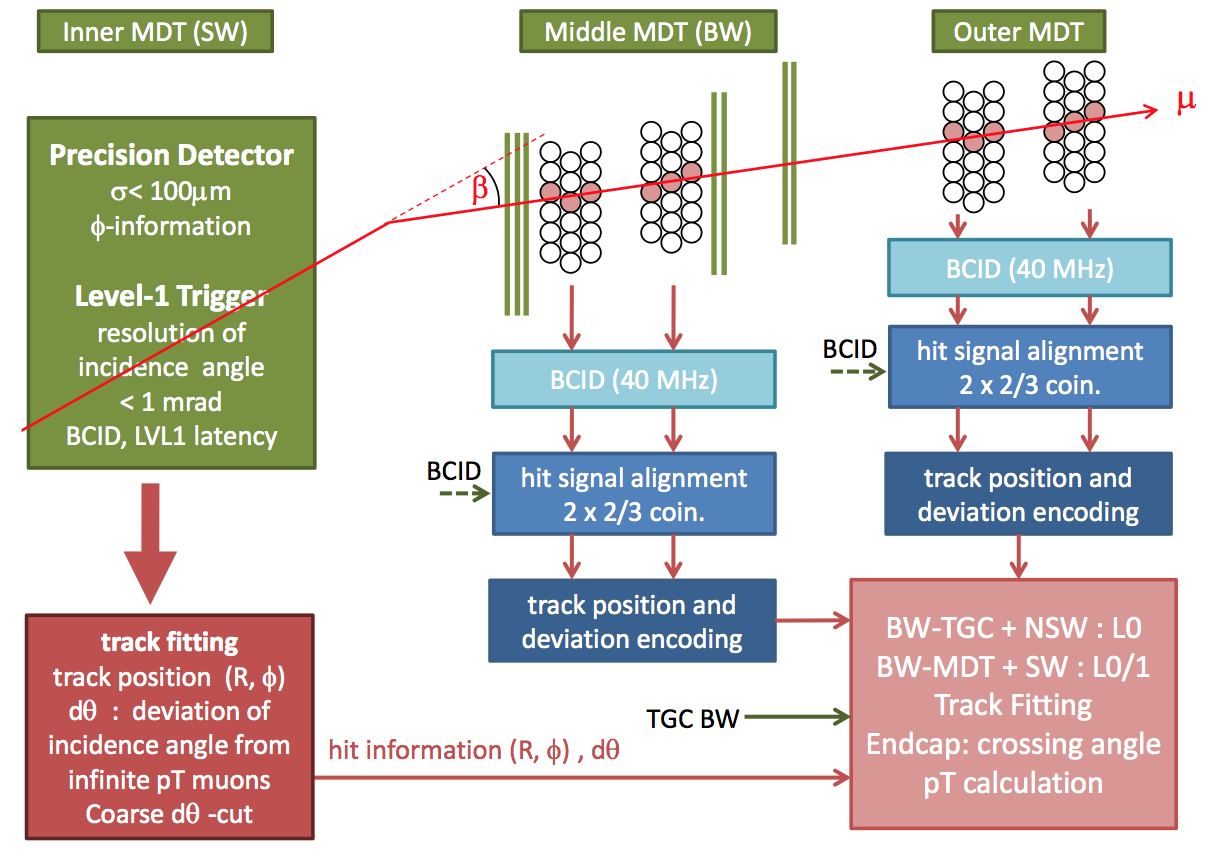 Inner MDT (SW)
Middle MDT (BW)
Outer MDT
Precision Detector
σ< 100μm
ϕ-information
Level-1 Trigger
resolution of
incidence angle
< 1 mrad
BCID, LVL1 latency
β
μ
BCID (40 MHz)
BCID
hit signal alignment
2 x 2/3 coin.
track position and
deviation encoding
BCID (40 MHz)
BCID
hit signal alignment
2 x 2/3 coin.
track position and
deviation encoding
track fitting
track position (R, ϕ)
dθ : deviation of
incidence angle from
infinite pT muons
Coarse dθ -cut
hit information (R, ϕ) , dθ
TGC BW
BW-TGC + NSW : L0
BW-MDT + SW : L0/1
Track Fitting
Endcap: crossing angle
pT calculation